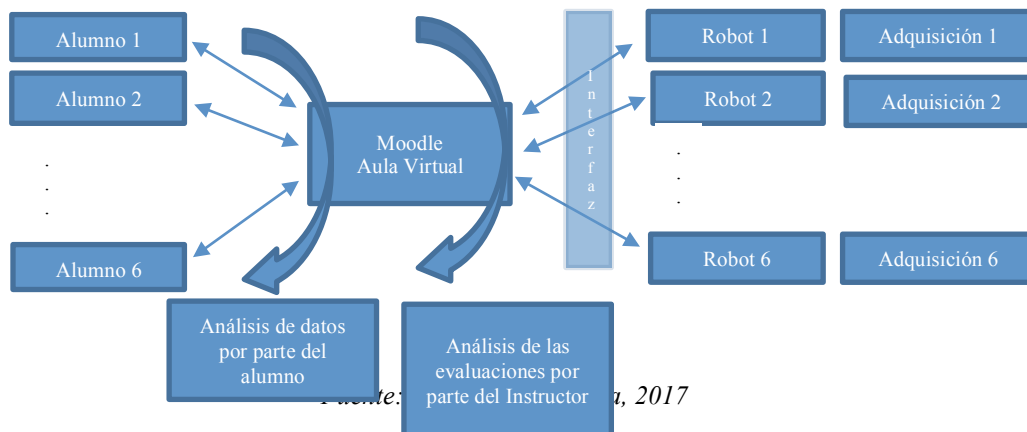 Alumno 1
Alumno 2
.
.
.
Alumno 6
Moodle
Aula Virtual
Interfaz
Robot 1
Robot 2
.
.
.
Robot 6
Adquisición 1
Adquisición 2
Adquisición 6
Análisis de datos
por parte del
alumno
Análisis de las
evaluaciones por
parte del Instructor
2017